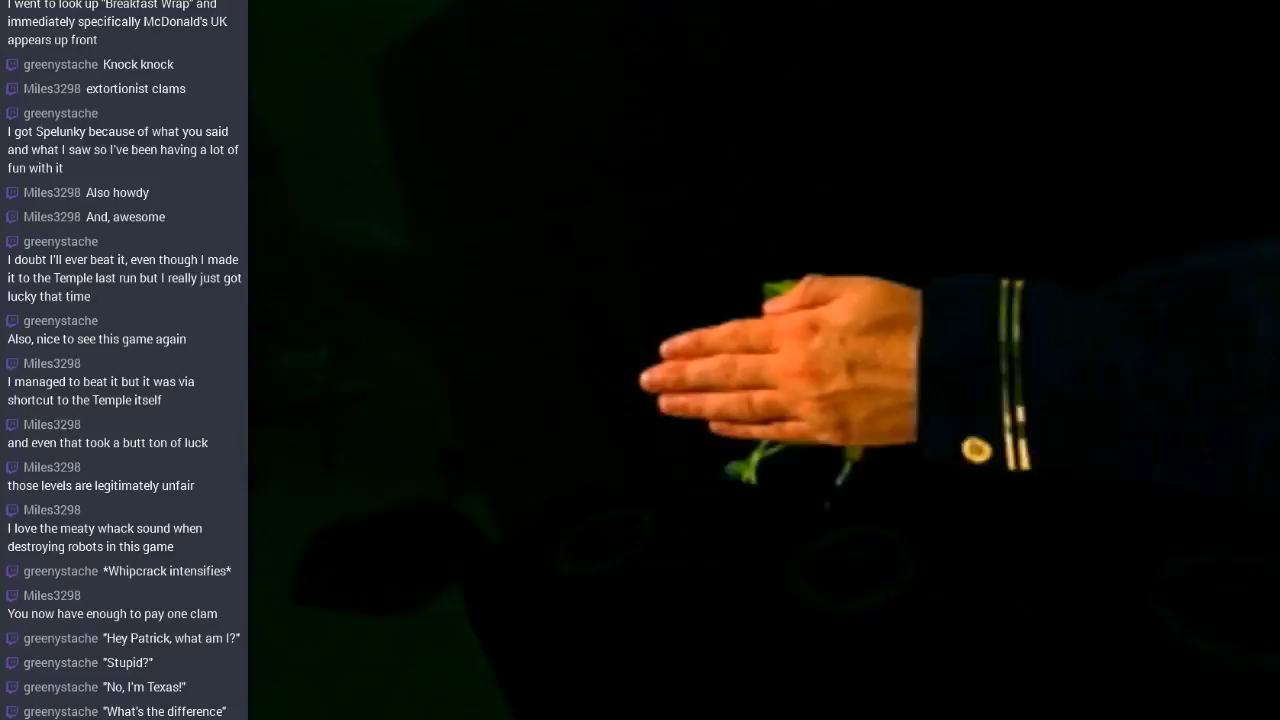 I went to look up "Breakfast Wrap" and
immediately specifically McDonald's UK
appears up front
greenystache Knock knock
Miles3298 extortionist clams
greenystache
I got Spelunky because of what you said
and what I saw so I've been having a lot of
fun with it
Miles3298 Also howdy
Miles3298 And, awesome
greenystache
I doubt I'll ever beat it, even though I made
it to the Temple last run but I really just got
lucky that time
greenystache
Also, nice to see this game again
Miles3298
I managed to beat it but it was via
shortcut to the Temple itself
Miles3298
and even that took a butt ton of luck
Miles3298
those levels are legitimately unfair
Miles3298
I love the meaty whack sound when
destroying robots in this game
greenystache *Whipcrack intensifies*
Miles3298
You now have enough to pay one clam
greenystache "Hey Patrick, what am I?"
greenystache "Stupid?"
greenystache "No, I'm Texas!"
greenystache "What's the difference"